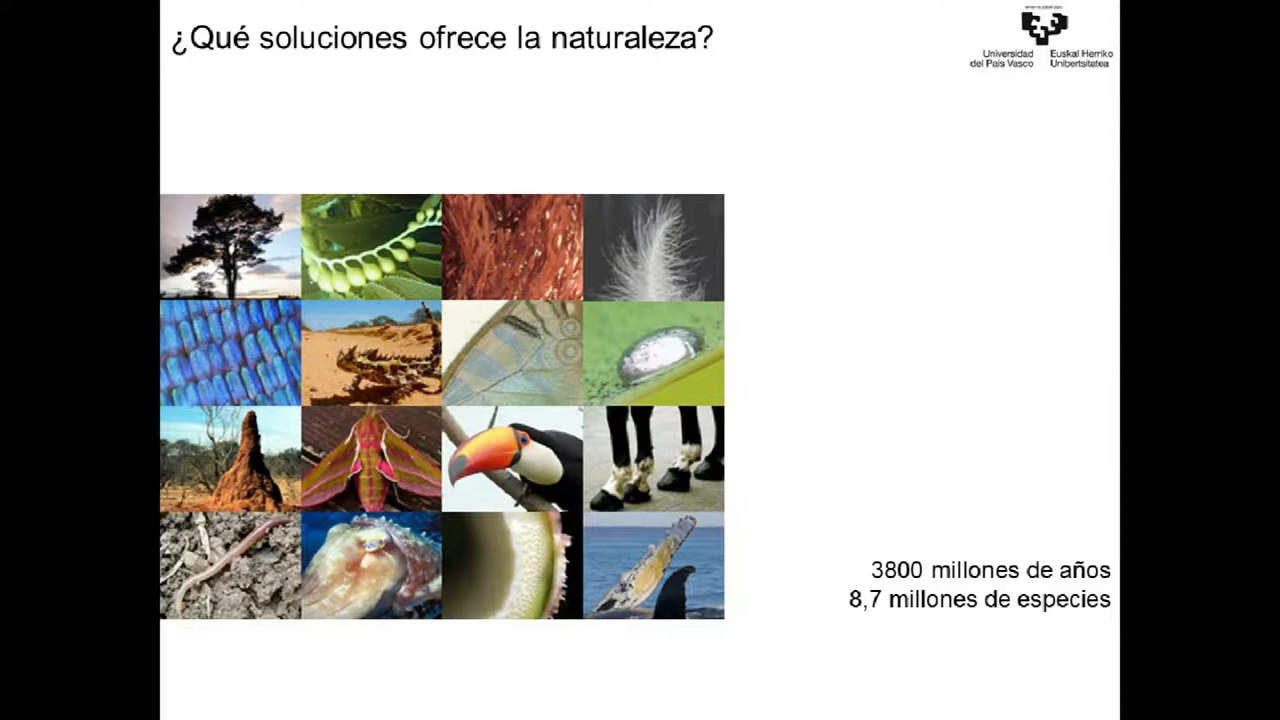 ¿Qué soluciones ofrece la naturaleza?
Universidad
del País Vasco
Euskal Herriko
Unibertsitatea
3800 millones de años
8,7 millones de especies